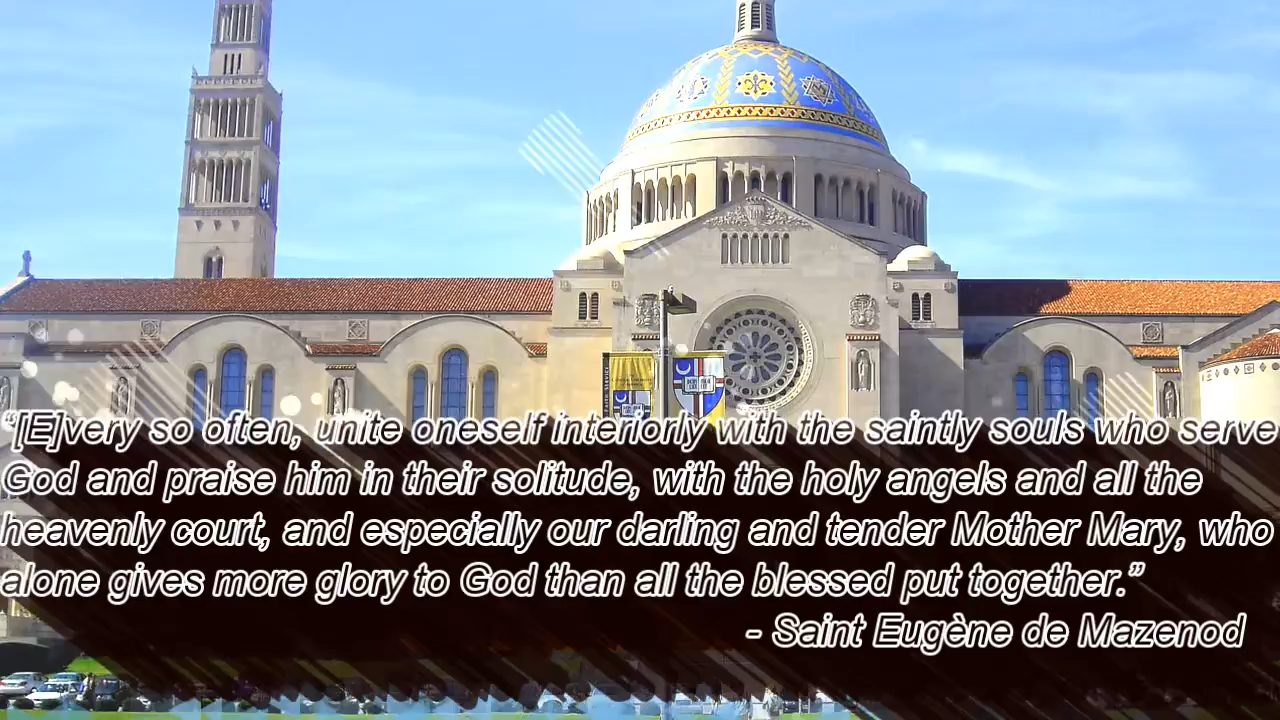 “[E]very so often, unite oneself interiorly with the saintly souls who serve
God and praise him in their solitude, with the holy angels and all the
heavenly court, and especially our darling and tender Mother Mary, who
alone gives more glory to God than all the blessed put together.”
- Saint Eugène de Mazenod